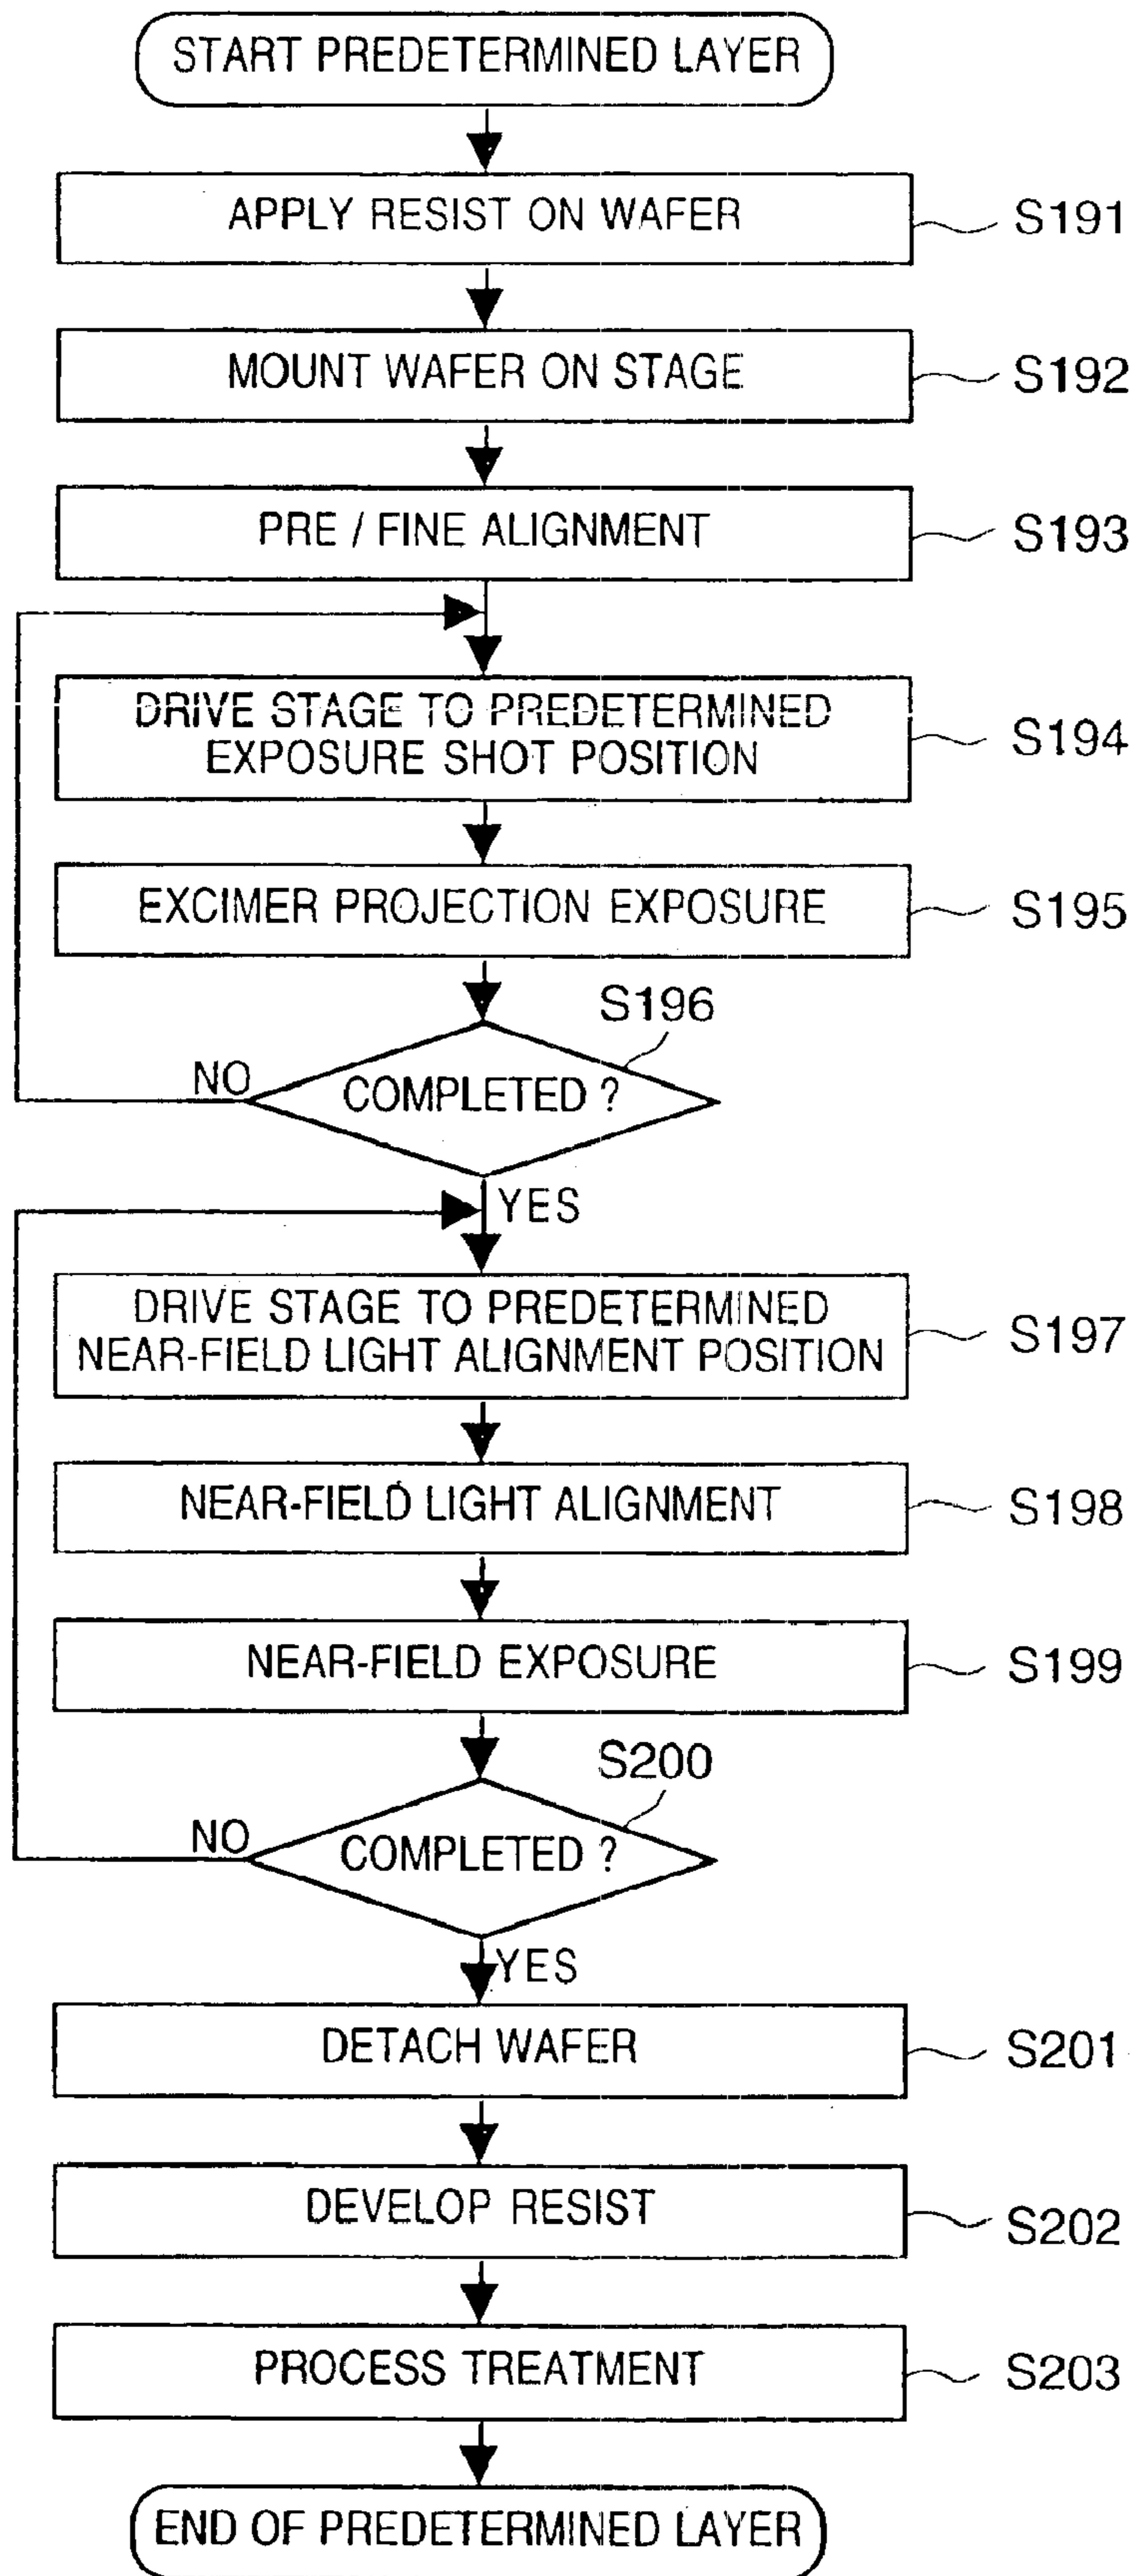 START PREDETERMINED LAYER
APPLY RESIST ON WAFER
S191
MOUNT WAFER ON STAGE
S192
PRE / FINE ALIGNMENT
S193
DRIVE STAGE TO PREDETERMINED
EXPOSURE SHOT POSITION
S194
EXCIMER PROJECTION EXPOSURE
S195
S196
NO
COMPLETED ?
YES
DRIVE STAGE TO PREDETERMINED
NEAR-FIELD LIGHT ALIGNMENT POSITION
S197
NEAR-FIELD LIGHT ALIGNMENT
S198
NEAR-FIELD EXPOSURE
S199
S200
NO
COMPLETED ?
YES
DETACH WAFER
S201
DEVELOP RESIST
S202
PROCESS TREATMENT
S203
END OF PREDETERMINED LAYER